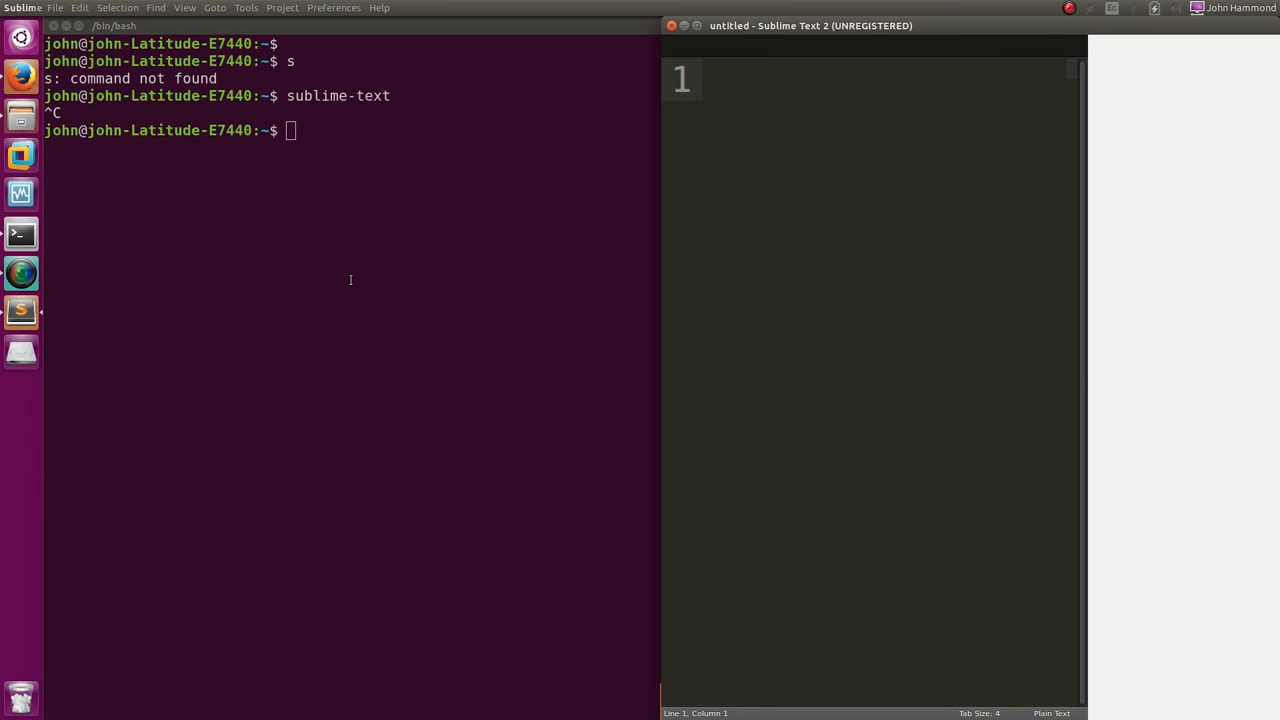 Sublime File Edit Selection Find View Goto Tools Project Preferences Help En John Hammond
/bin/bash
john@john-Latitude-E7440:~$
john@john-Latitude-E7440:~$ s
s: command not found
john@john-Latitude-E7440:~$ sublime-text
^C
john@john-Latitude-E7440:~$
untitled - Sublime Text 2 (UNREGISTERED)
1
Line 1, Column 1 Tab Size: 4 Plain Text